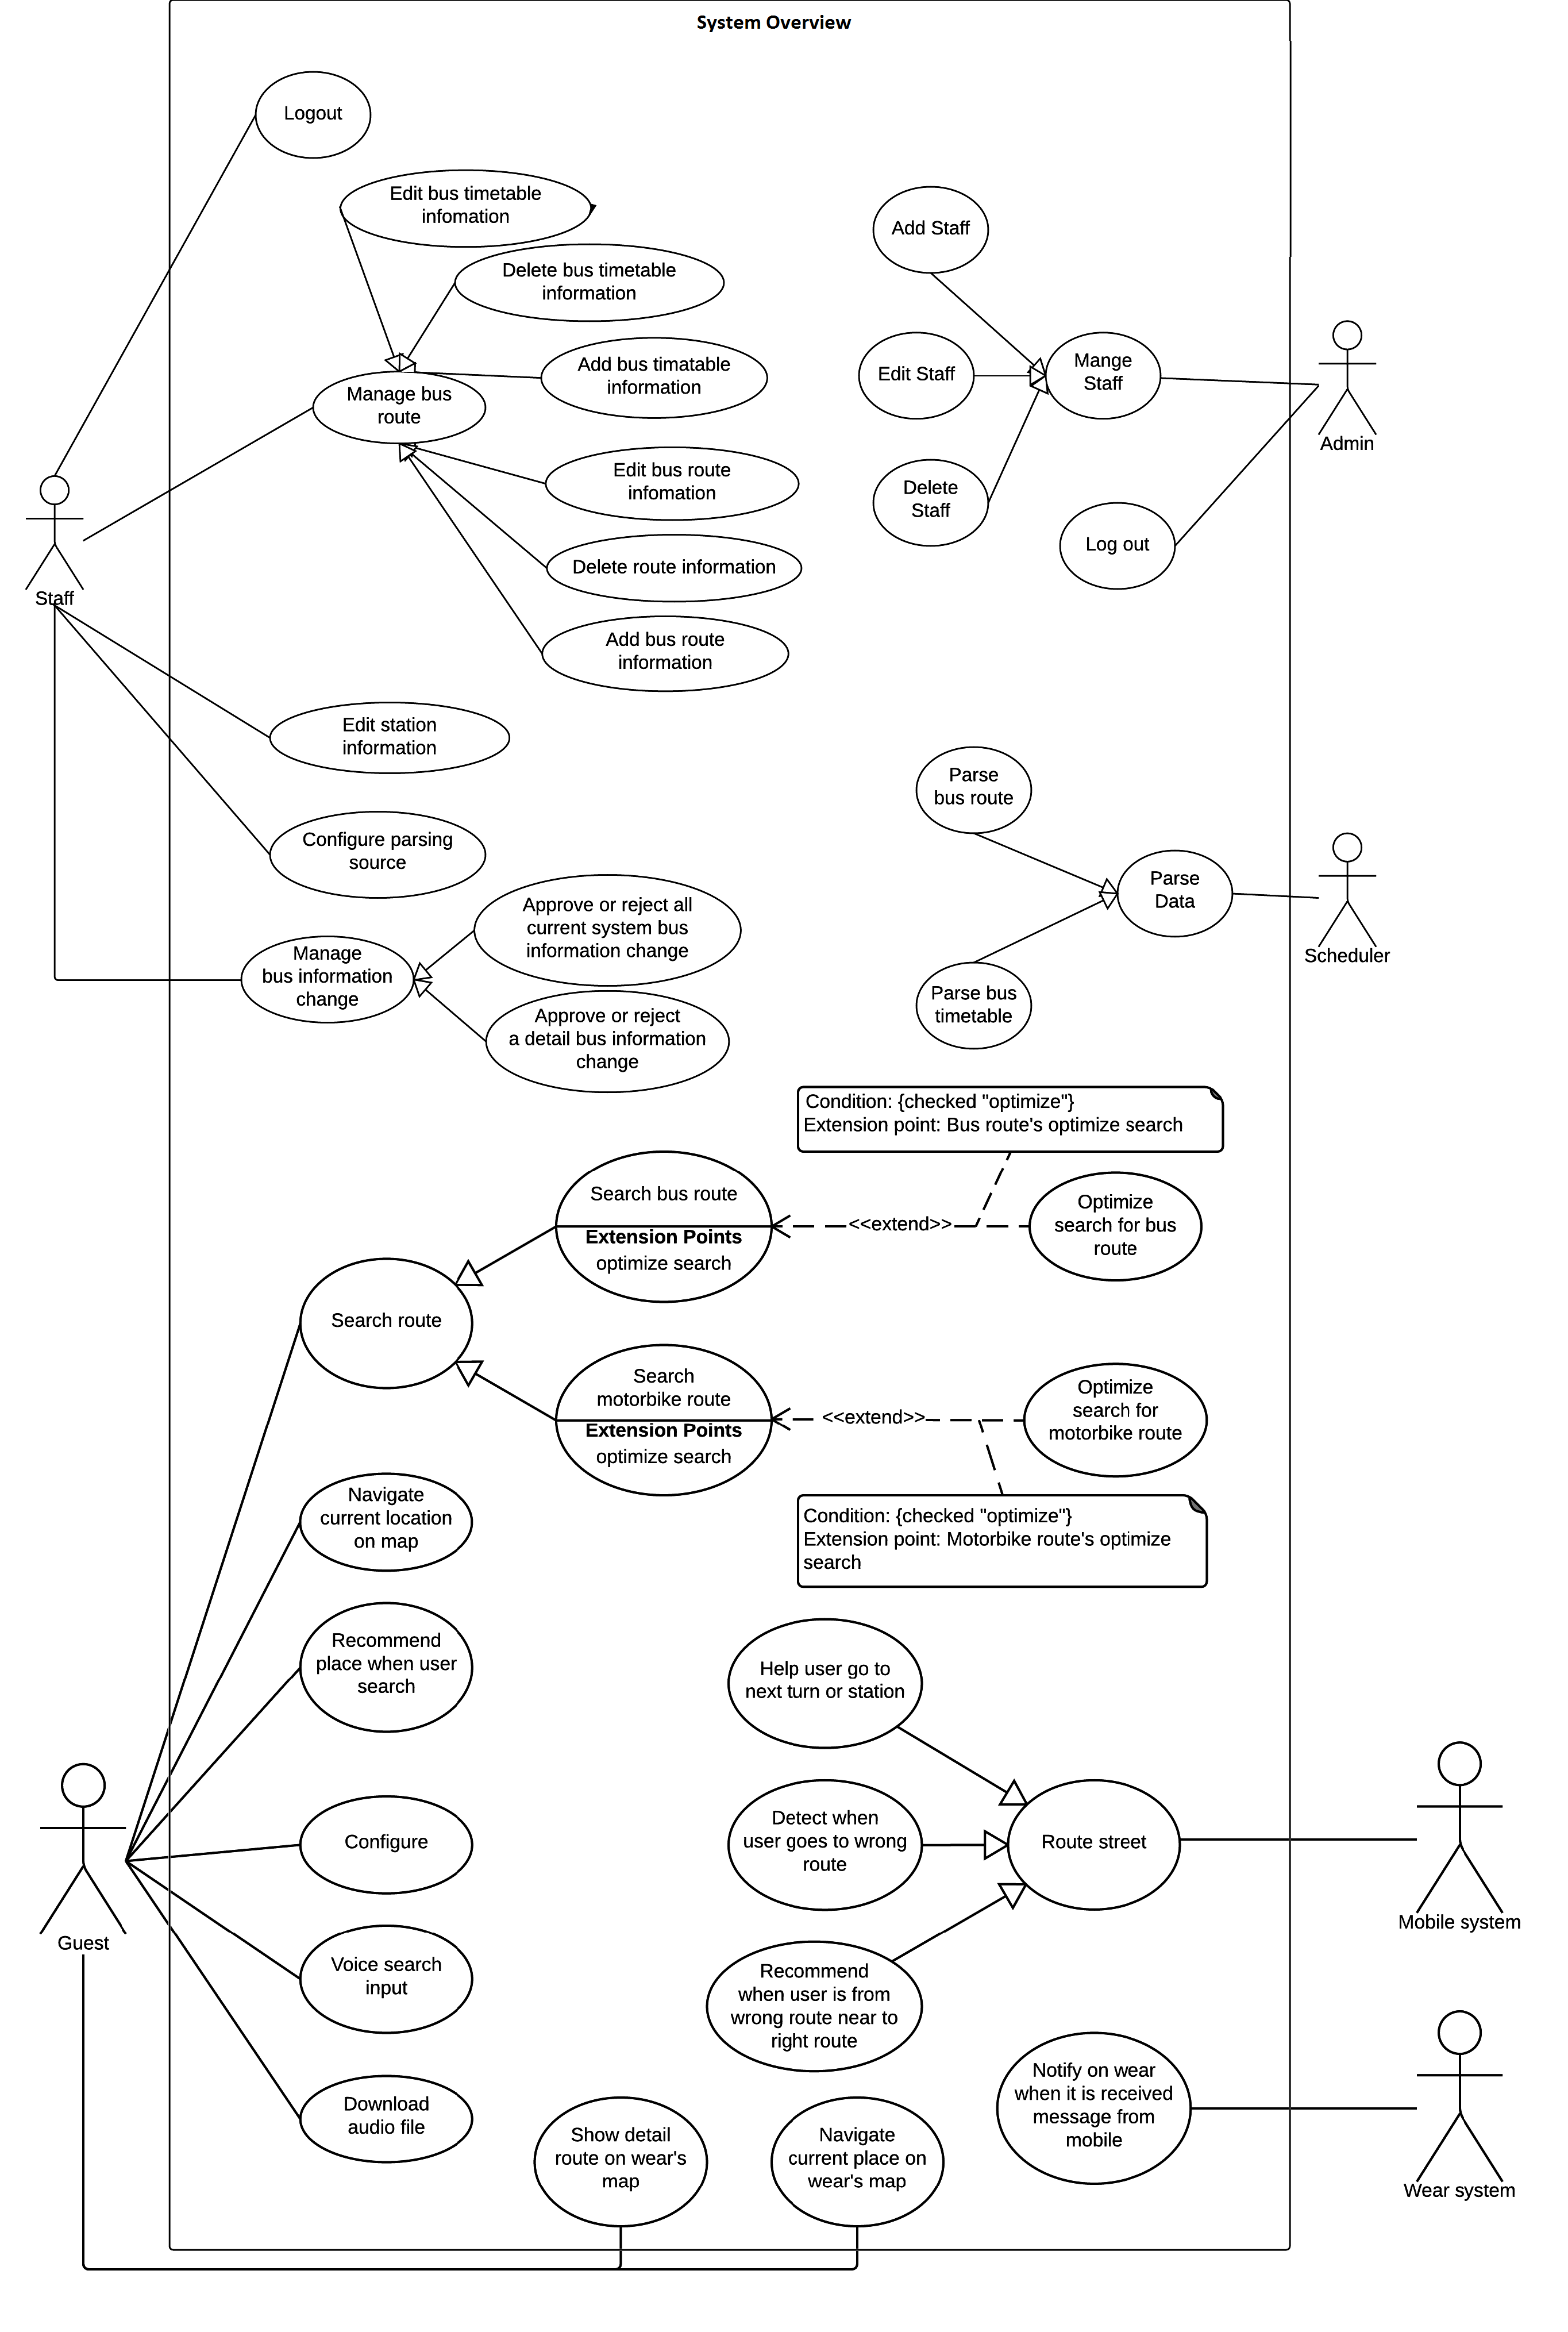 System Overview
Logout
Edit bus timetable
infomation
Delete bus timetable
information
Add bus timatable
information
Manage bus
route
Edit bus route
infomation
Delete route information
Add bus route
information
Add Staff
Edit Staff
Mange
Staff
Delete
Staff
Log out
Admin
Staff
Edit station
information
Configure parsing
source
Manage
bus information
change
Approve or reject all
current system bus
information change
Approve or reject
a detail bus information
change
Parse
bus route
Parse
Data
Parse bus
timetable
Scheduler
Condition: {checked "optimize"}
Extension point: Bus route's optimize search
Search bus route
Extension Points
optimize search
<<extend>>
Optimize
search for bus
route
Search route
Search
motorbike route
Extension Points
optimize search
<<extend>>
Optimize
search for
motorbike route
Condition: {checked "optimize"}
Extension point: Motorbike route's optimize
search
Navigate
current location
on map
Recommend
place when user
search
Configure
Voice search
input
Download
audio file
Guest
Help user go to
next turn or station
Detect when
user goes to wrong
route
Recommend
when user is from
wrong route near to
right route
Route street
Mobile system
Notify on wear
when it is received
message from
mobile
Wear system
Show detail
route on wear's
map
Navigate
current place on
wear's map